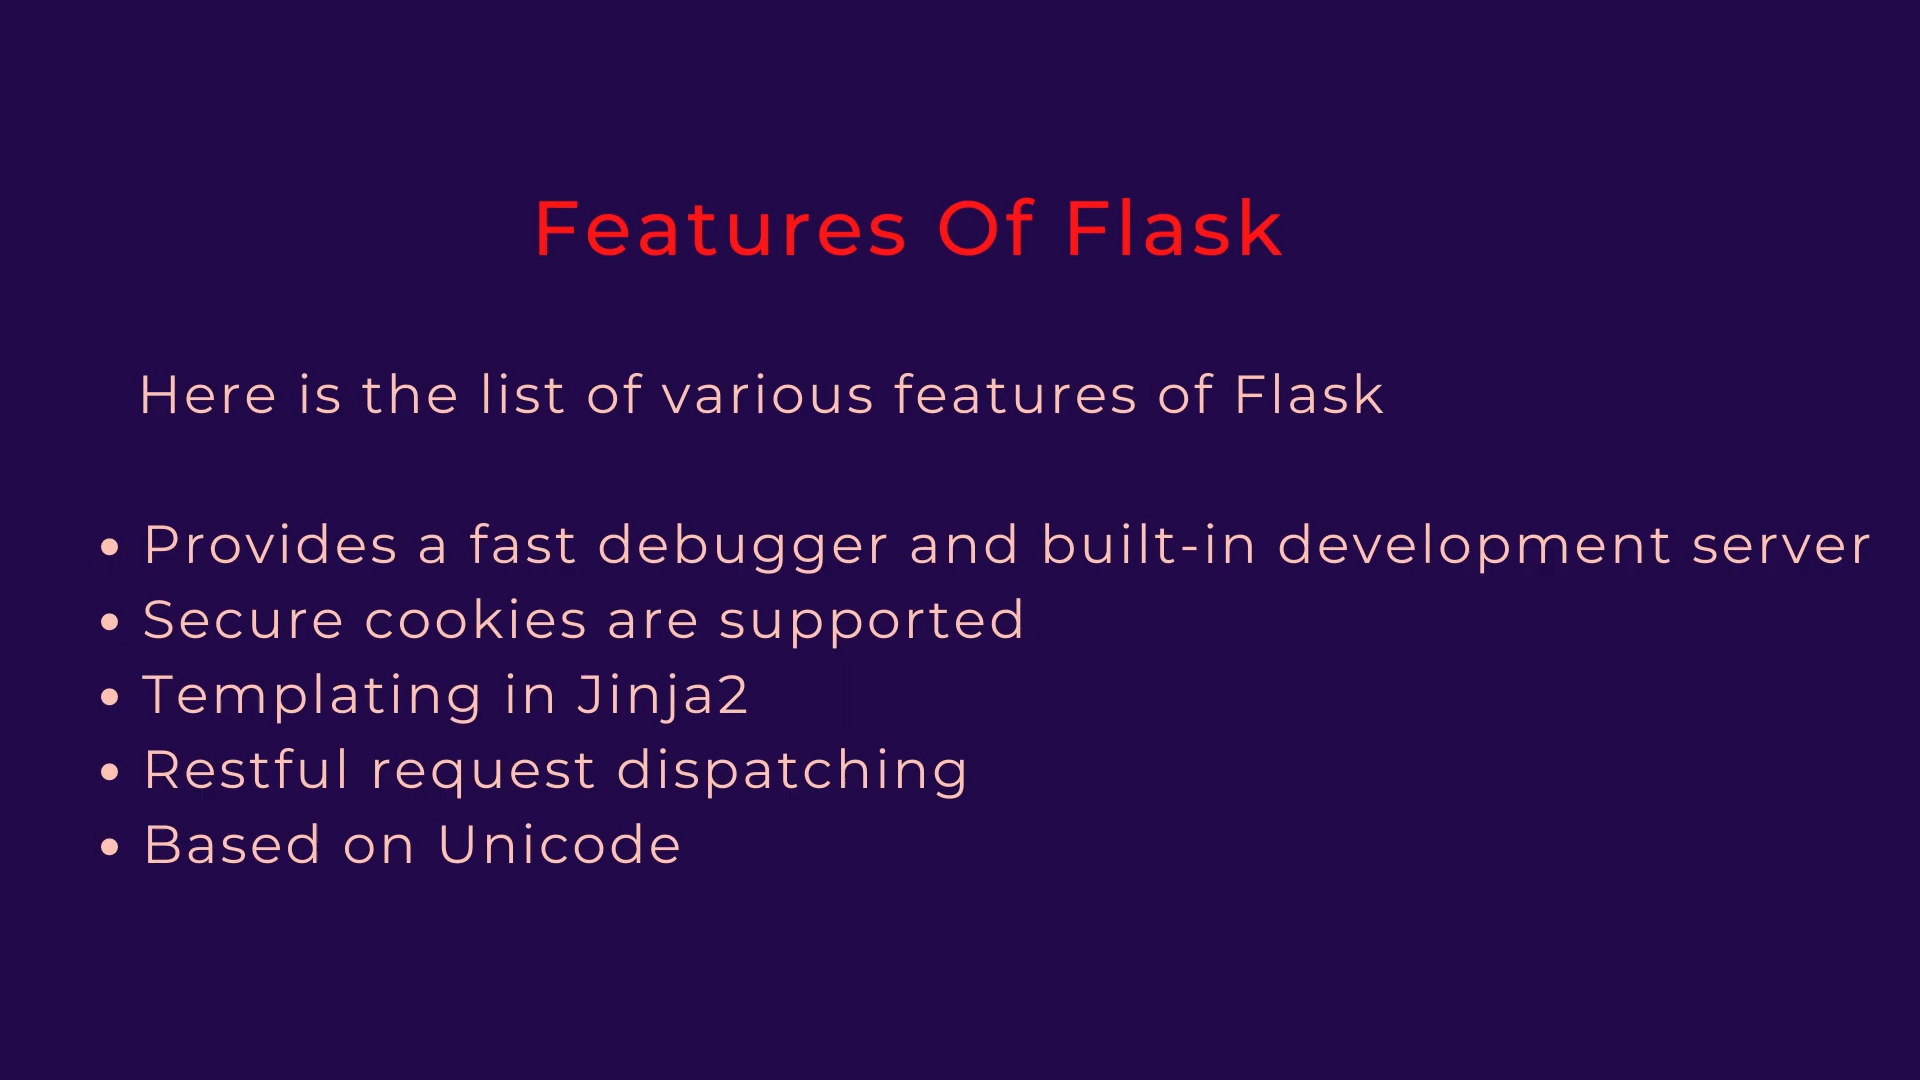 Features Of Flask
Here is the list of various features of Flask
• Provides a fast debugger and built-in development server
• Secure cookies are supported
• Templating in Jinja2
• Restful request dispatching
• Based on Unicode